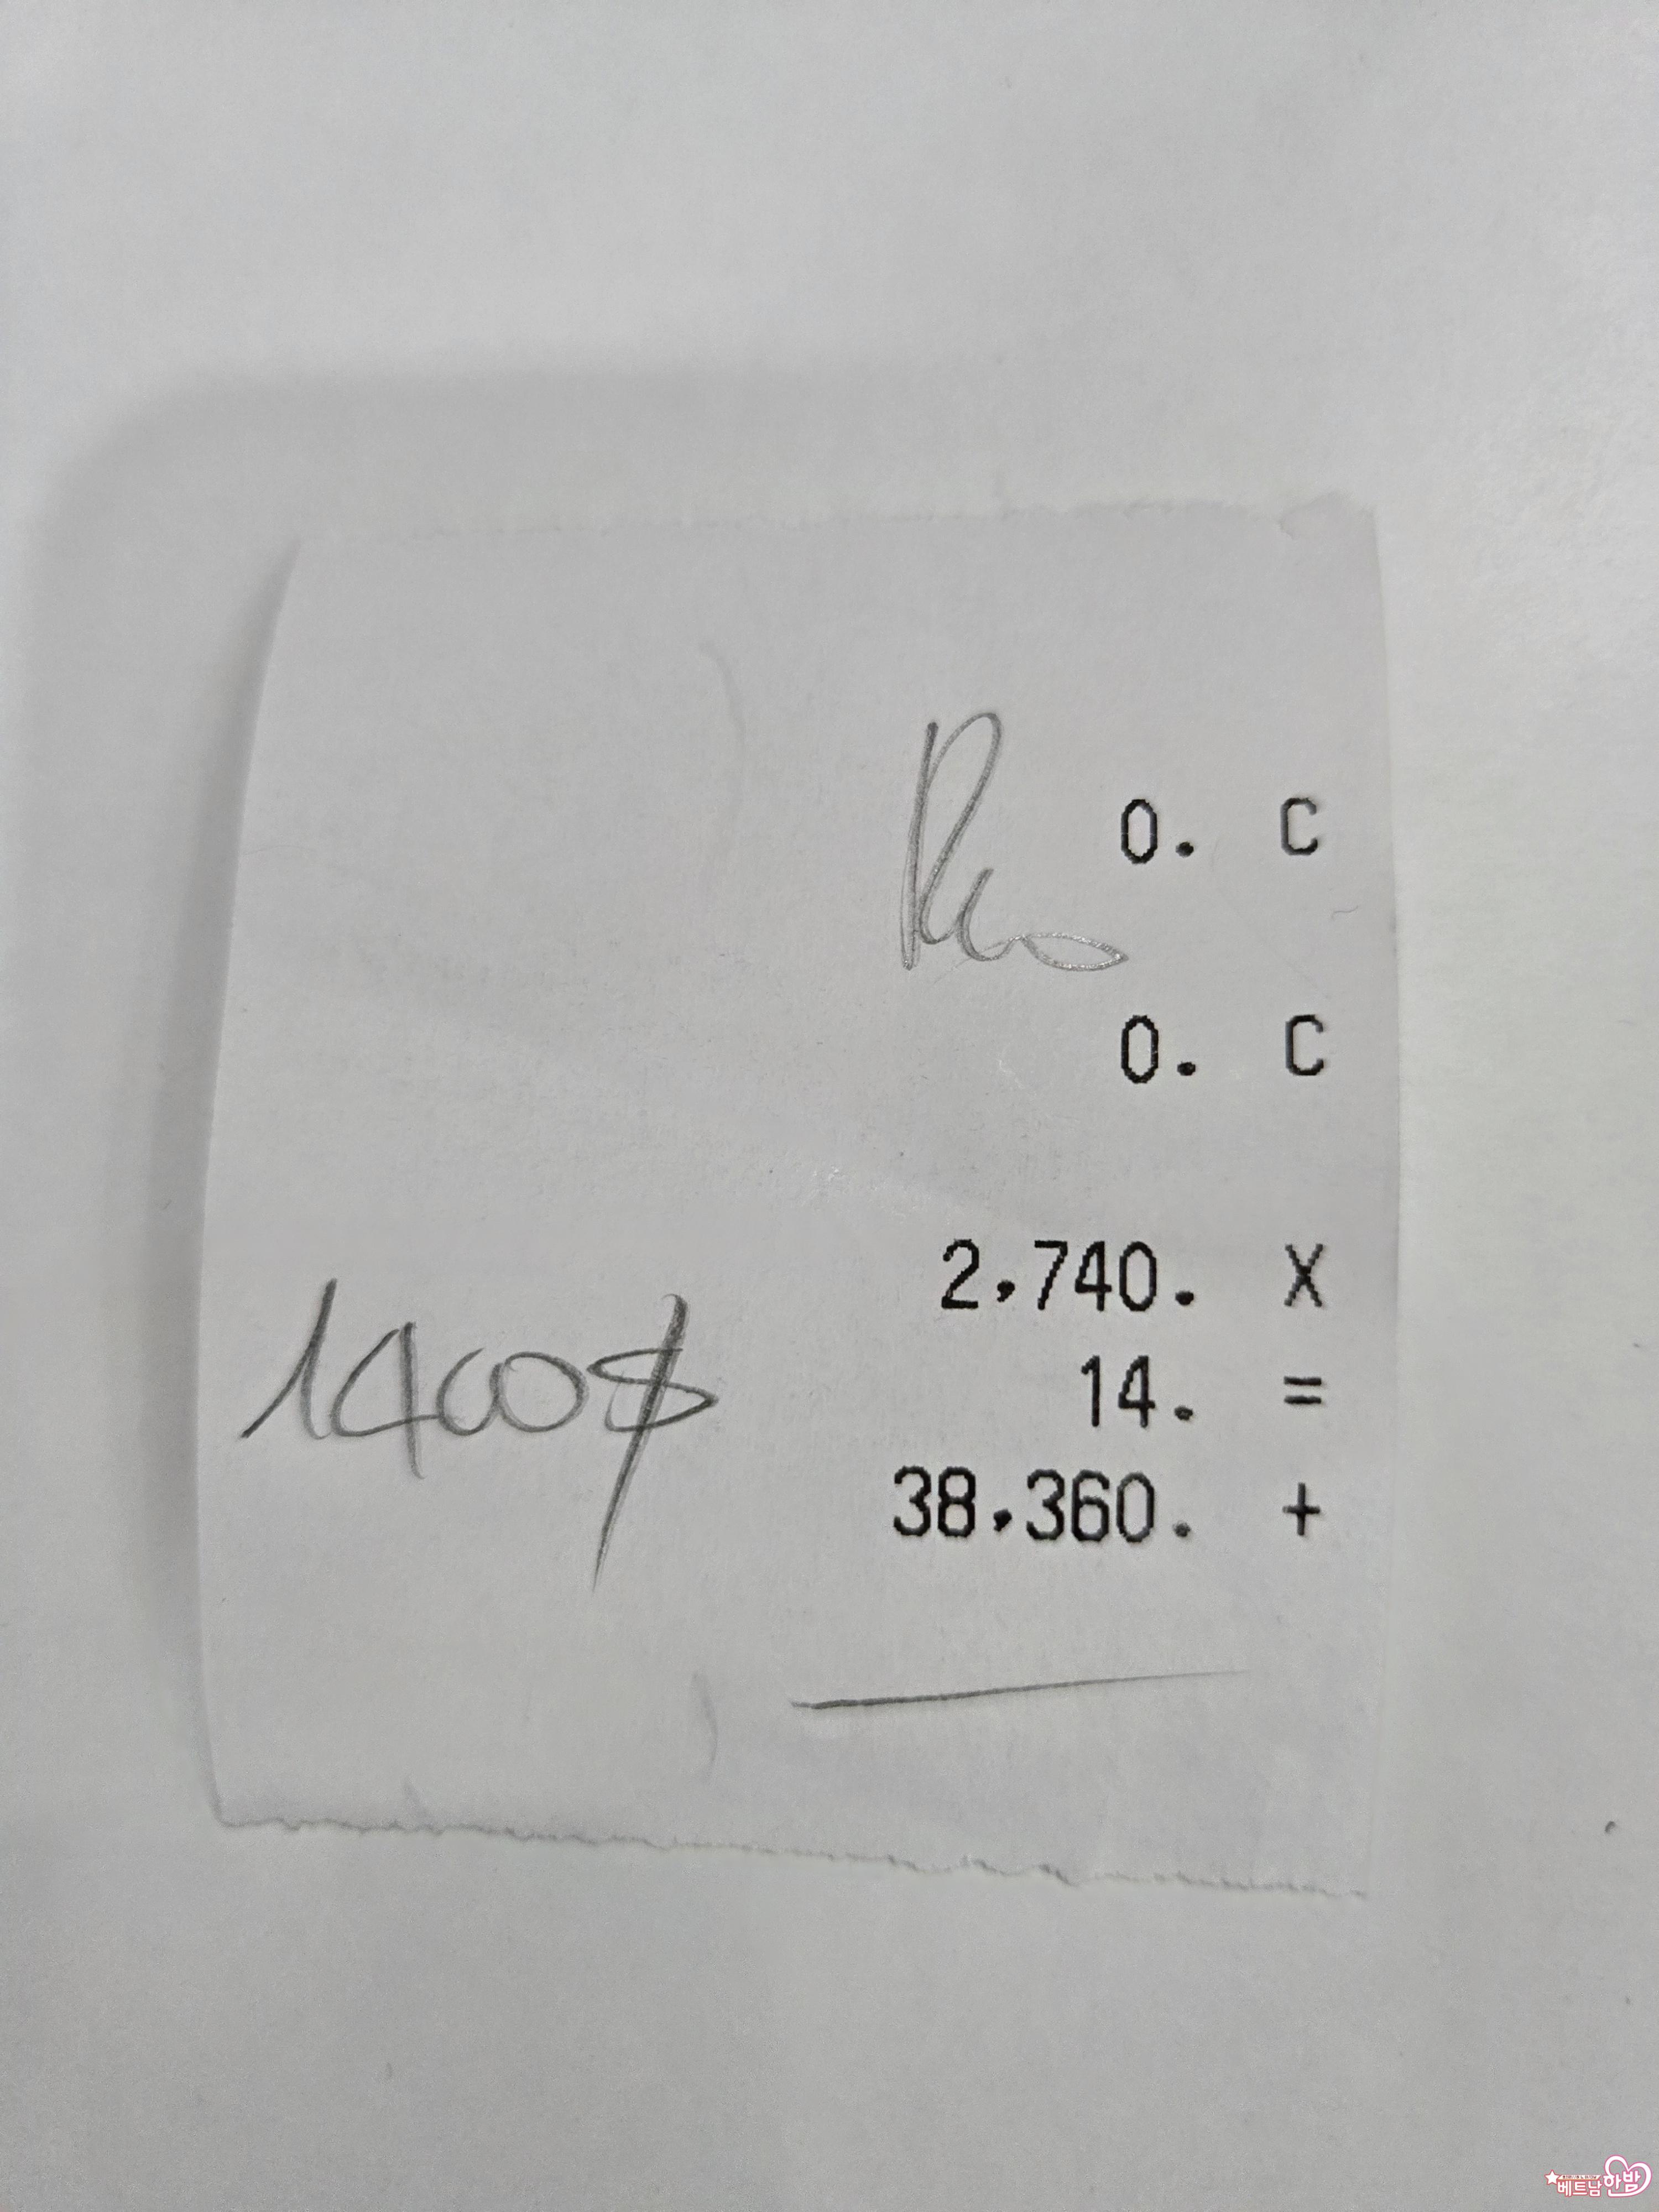 0. C
0. C
2,740. X
1400$ 14. =
38,360. +
베트남한밤